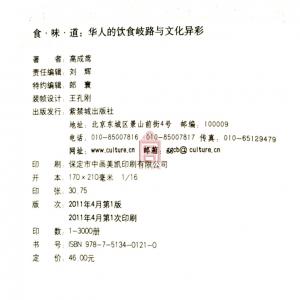 食·味·道：华人的饮食岐路与文化异彩
著 者 高成鸢
责任编辑 刘 辉
特约编辑 郎 寰
装帧设计 王孔刚
出版发行 紫禁城出版社
地址：北京东城区景山前街4号 邮编：100009
电话：010-85007816 010-85007817 传真：010-65129479
网址：www.culture.cn 邮箱：ggcb@culture.cn
印 刷 保定市中画美凯印刷有限公司
开 本 170×210毫米 1/16
印 张 30.75
版 次 2011年4月第1版
2011年4月第1次印刷
印 数 1-3000册
书 号 ISBN 978-7-5134-0121-0
定 价 46.00元